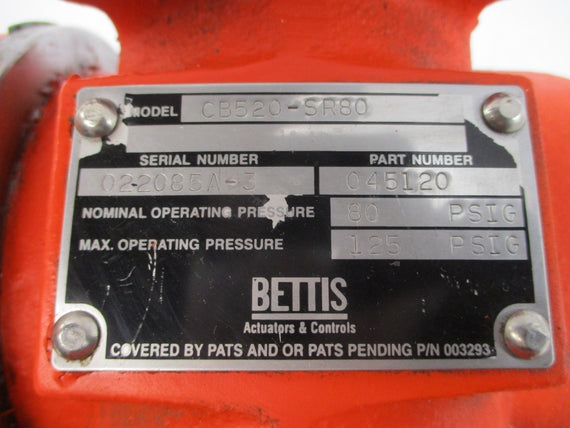 MODEL CB520-SR80
SERIAL NUMBER PART NUMBER
022085A-3 045120
NOMINAL OPERATING PRESSURE 80 PSIG
MAX. OPERATING PRESSURE 125 PSIG
BETTIS
Actuators & Controls
COVERED BY PATS AND OR PATS PENDING P/N 003293